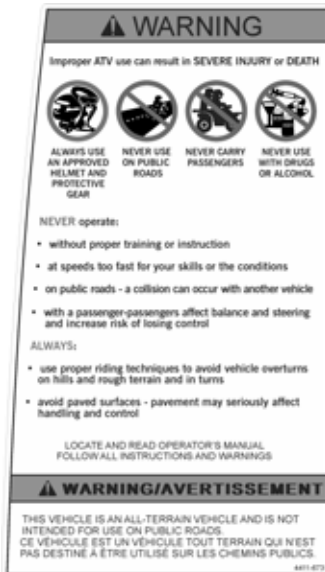 WARNING
Improper ATV use can result in SEVERE INJURY or DEATH
ALWAYS USE
AN APPROVED
HELMET AND
PROTECTIVE
GEAR
NEVER USE
ON PUBLIC
ROADS
NEVER CARRY
PASSENGERS
NEVER USE
WITH DRUGS
OR ALCOHOL
NEVER operate:
• without proper training or instruction
• at speeds too fast for your skills or the conditions
• on public roads - a collision can occur with another vehicle
• with a passenger-passengers affect balance and steering
and increase risk of losing control
ALWAYS:
• use proper riding techniques to avoid vehicle overturns
on hills and rough terrain and in turns
• avoid paved surfaces - pavement may seriously affect
handling and control
LOCATE AND READ OPERATOR'S MANUAL
FOLLOW ALL INSTRUCTIONS AND WARNINGS
WARNING/AVERTISSEMENT
THIS VEHICLE IS AN ALL-TERRAIN VEHICLE AND IS NOT
INTENDED FOR USE ON PUBLIC ROADS.
CE VÉHICULE EST UN VÉHICULE TOUT TERRAIN QUI N'EST
PAS DESTINÉ À ÊTRE UTILISÉ SUR LES CHEMINS PUBLICS.
4411-673